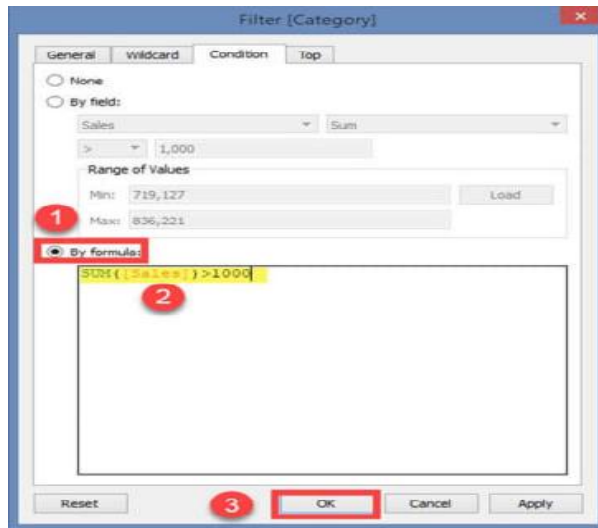 Filter [Category]
General Wildcard Condition Top
None
By field:
Sales Sum
> 1,000
Range of Values
Min: 719,127 Load
1
Max: 836,221
By formula:
SUM([Sales])>1000
2
Reset 3 OK Cancel Apply